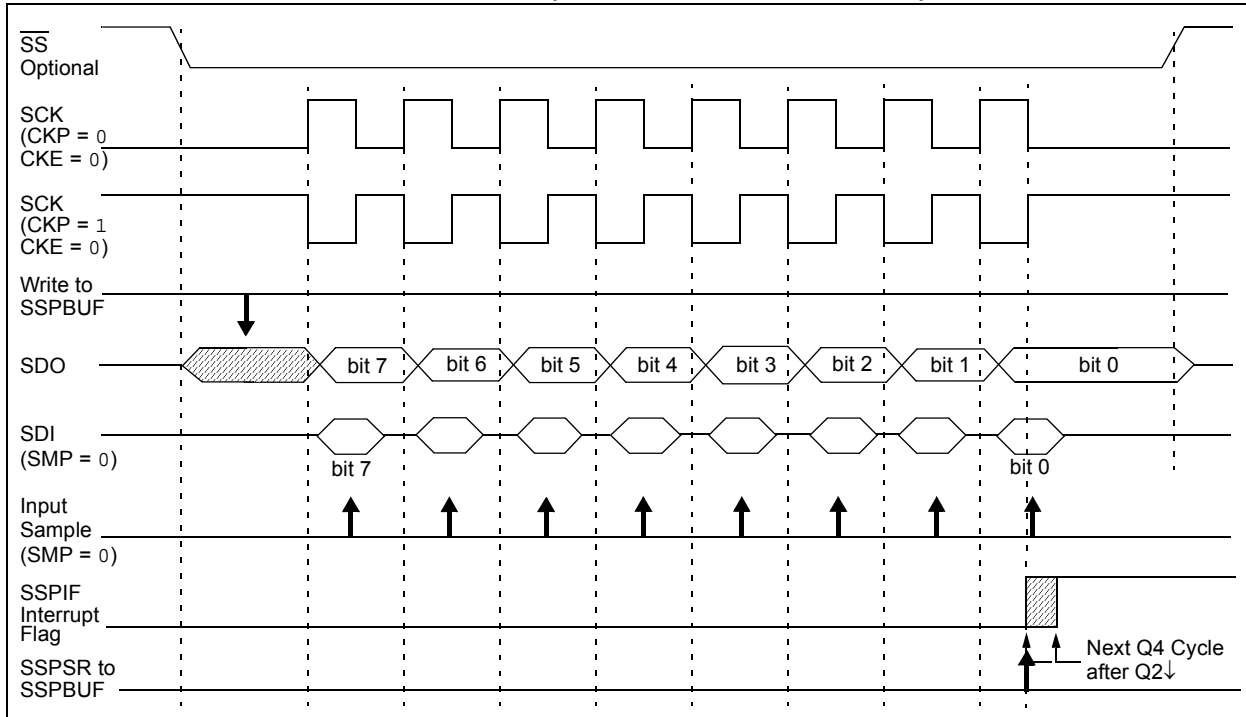 SS
Optional
SCK
(CKP = 0
CKE = 0)
SCK
(CKP = 1
CKE = 0)
Write to
SSPBUF
SDO
bit 7
bit 6
bit 5
bit 4
bit 3
bit 2
bit 1
bit 0
SDI
(SMP = 0)
bit 7
bit 0
Input
Sample
(SMP = 0)
SSPIF
Interrupt
Flag
Next Q4 Cycle
after Q2↓
SSPSR to
SSPBUF